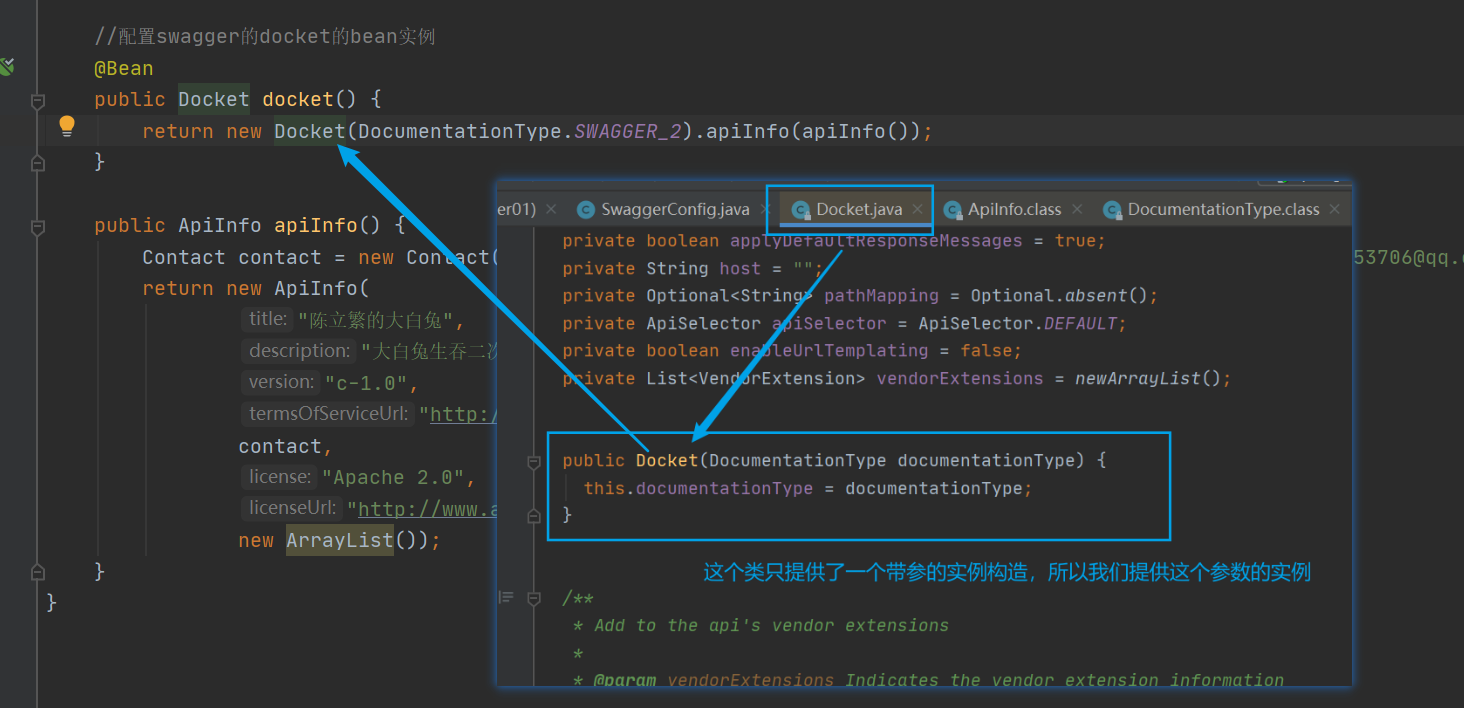 //配置swagger的docket的bean实例
@Bean
public Docket docket() {
return new Docket(DocumentationType.SWAGGER_2).apiInfo(apiInfo());
}
public ApiInfo apiInfo() {
Contact contact = new Contact(
53706@qq.
return new ApiInfo(
title: "陈立繁的大白兔",
description: "大白兔生吞二次
version: "c-1.0",
termsOfServiceUrl: "http:/
contact,
license: "Apache 2.0",
licenseUrl: "http://www.a
new ArrayList());
}
}
er01)
SwaggerConfig.java
Docket.java
ApiInfo.class
DocumentationType.class
private boolean applyDefaultResponseMessages = true;
private String host = "";
private Optional<String> pathMapping = Optional.absent();
private ApiSelector apiSelector = ApiSelector.DEFAULT;
private boolean enableUrlTemplating = false;
private List<VendorExtension> vendorExtensions = newArrayList();
public Docket(DocumentationType documentationType) {
this.documentationType = documentationType;
}
这个类只提供了一个带参的实例构造，所以我们提供这个参数的实例
/**
* Add to the api's vendor extensions
*
* @param vendorExtensions Indicates the vendor extension information